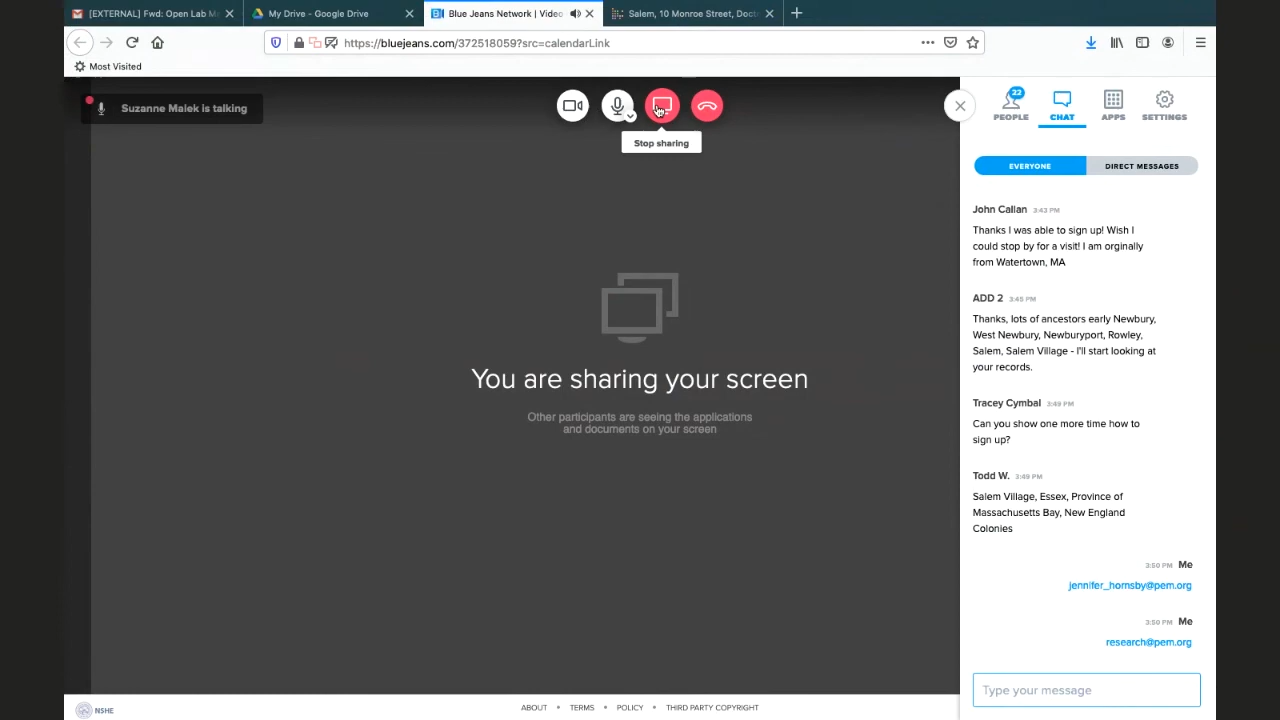 [EXTERNAL] Fwd: Open Lab M
My Drive - Google Drive
Blue Jeans Network | Video
Salem, 10 Monroe Street, Doct
https://bluejeans.com/372518059?src=calendarLink
Most Visited
Suzanne Malek is talking
Stop sharing
22
PEOPLE
CHAT
APPS
SETTINGS
EVERYONE
DIRECT MESSAGES
John Callan 3:43 PM
Thanks I was able to sign up! Wish I
could stop by for a visit! I am orginally
from Watertown, MA
ADD 2 3:45 PM
Thanks, lots of ancestors early Newbury,
West Newbury, Newburyport, Rowley,
Salem, Salem Village - I'll start looking at
your records.
Tracey Cymbal 3:49 PM
Can you show one more time how to
sign up?
Todd W. 3:49 PM
Salem Village, Essex, Province of
Massachusetts Bay, New England
Colonies
3:50 PM Me
jennifer_hornsby@pem.org
3:50 PM Me
research@pem.org
Type your message
You are sharing your screen
Other participants are seeing the applications
and documents on your screen
NSHE
ABOUT • TERMS • POLICY • THIRD PARTY COPYRIGHT